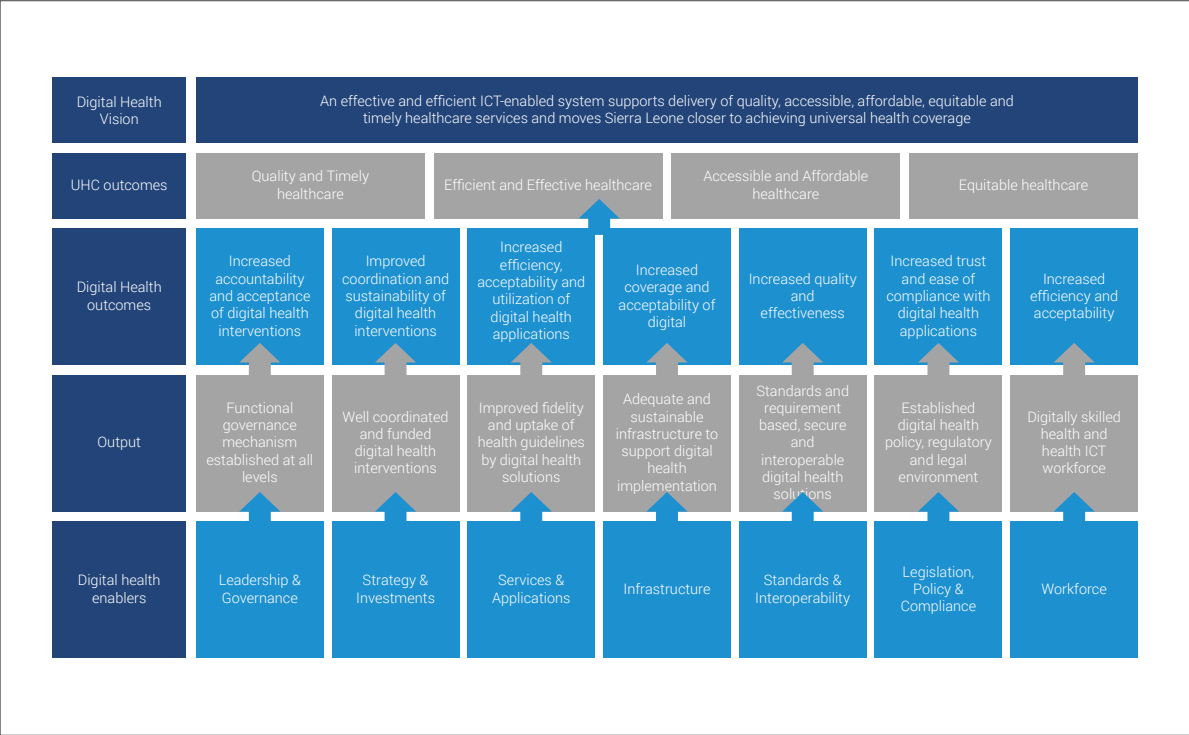 Digital Health
Vision
An effective and efficient ICT-enabled system supports delivery of quality, accessible, affordable, equitable and
timely healthcare services and moves Sierra Leone closer to achieving universal health coverage
UHC outcomes
Quality and Timely
healthcare
Efficient and Effective healthcare
Accessible and Affordable
healthcare
Equitable healthcare
Digital Health
outcomes
Increased
accountability
and acceptance
of digital health
interventions
Improved
coordination and
sustainability of
digital health
interventions
Increased
efficiency,
acceptability and
utilization of
digital health
applications
Increased
coverage and
acceptability of
digital
Increased quality
and
effectiveness
Increased trust
and ease of
compliance with
digital health
applications
Increased
efficiency and
acceptability
Output
Functional
governance
mechanism
established at all
levels
Well coordinated
and funded
digital health
interventions
Improved fidelity
and uptake of
health guidelines
by digital health
solutions
Adequate and
sustainable
infrastructure to
support digital
health
implementation
Standards and
requirement
based, secure
and
interoperable
digital health
solutions
Established
digital health
policy, regulatory
and legal
environment
Digitally skilled
health and
health ICT
workforce
Digital health
enablers
Leadership &
Governance
Strategy &
Investments
Services &
Applications
Infrastructure
Standards &
Interoperability
Legislation,
Policy &
Compliance
Workforce